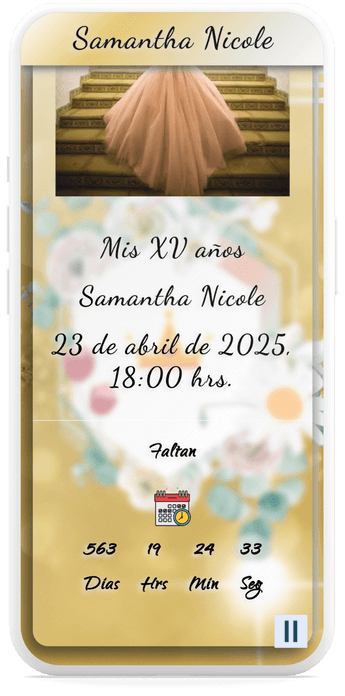 Samantha Nicole
Mis XV años
Samantha Nicole
23 de abril de 2025,
18:00 hrs.
Faltan
563 19 24 33
Dias Hrs Min Seg